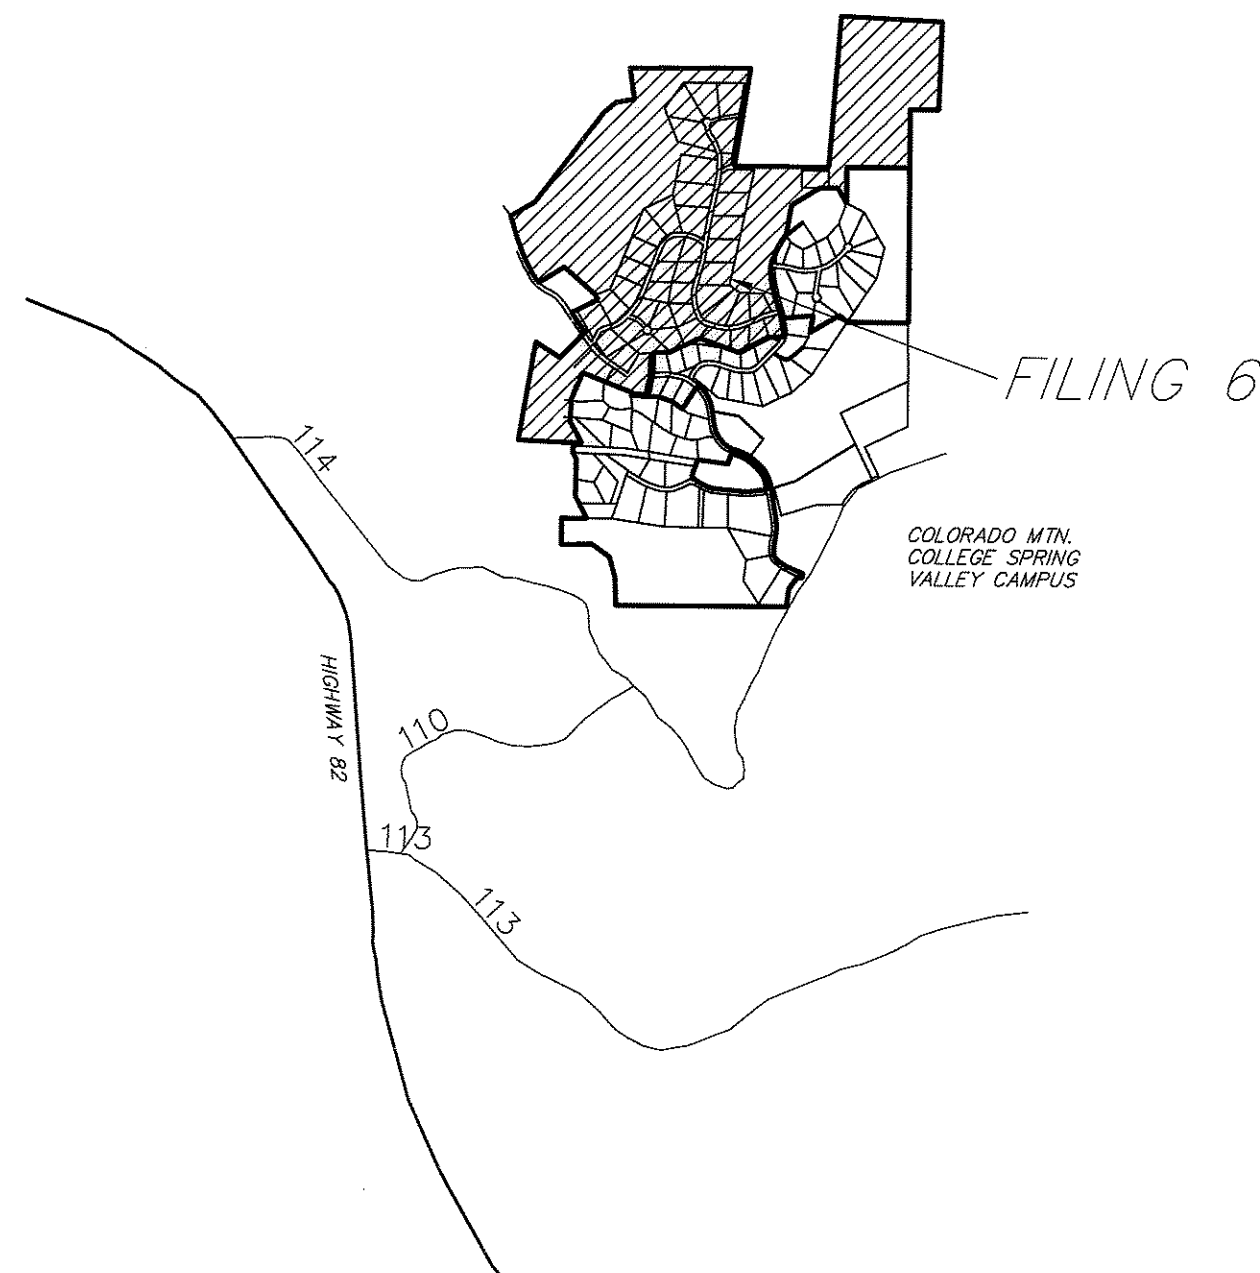 FILING 6
114
COLORADO MTN.
COLLEGE SPRING
VALLEY CAMPUS
HIGHWAY 82
110
113
113